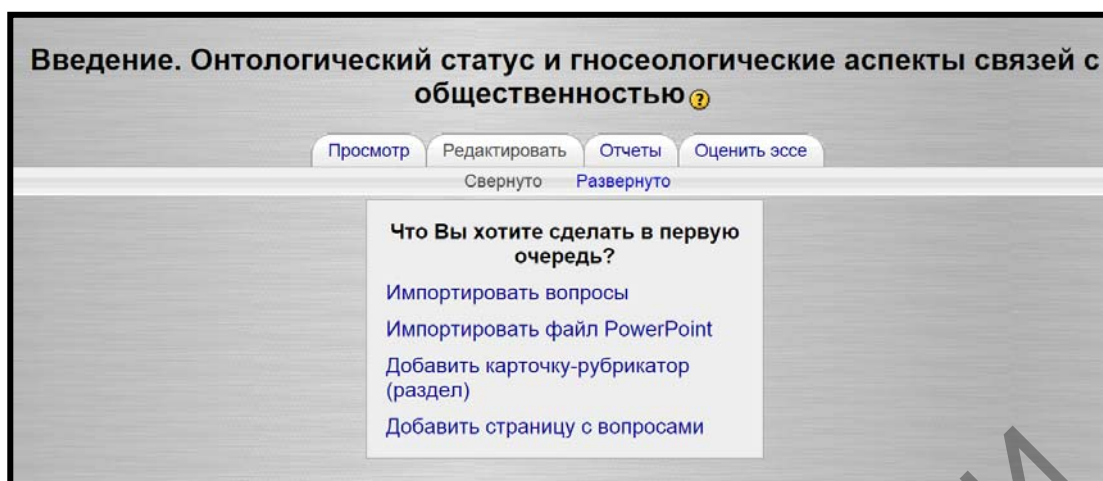 Введение. Онтологический статус и гносеологические аспекты связей с
общественностью ?
Просмотр Редактировать Отчеты Оценить эссе
Свернуто Развернуто
Что Вы хотите сделать в первую
очередь?
Импортировать вопросы
Импортировать файл PowerPoint
Добавить карточку-рубрикатор
(раздел)
Добавить страницу с вопросами
И